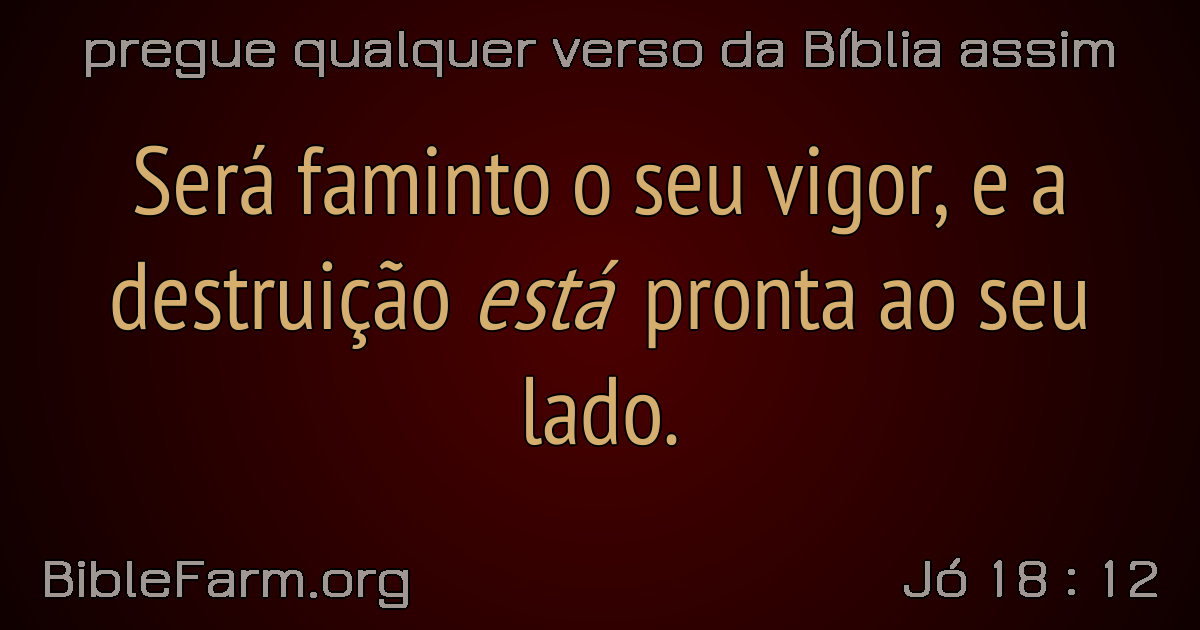 pregue qualquer verso da Bíblia assim
Será faminto o seu vigor, e a
destruição está pronta ao seu
lado.
BibleFarm.org
Jó 18 : 12